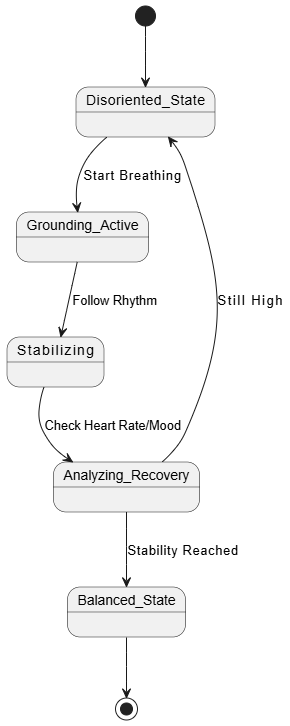 Disoriented_State
Start Breathing
Grounding_Active
Follow Rhythm
Still High
Stabilizing
Check Heart Rate/Mood
Analyzing_Recovery
Stability Reached
Balanced_State